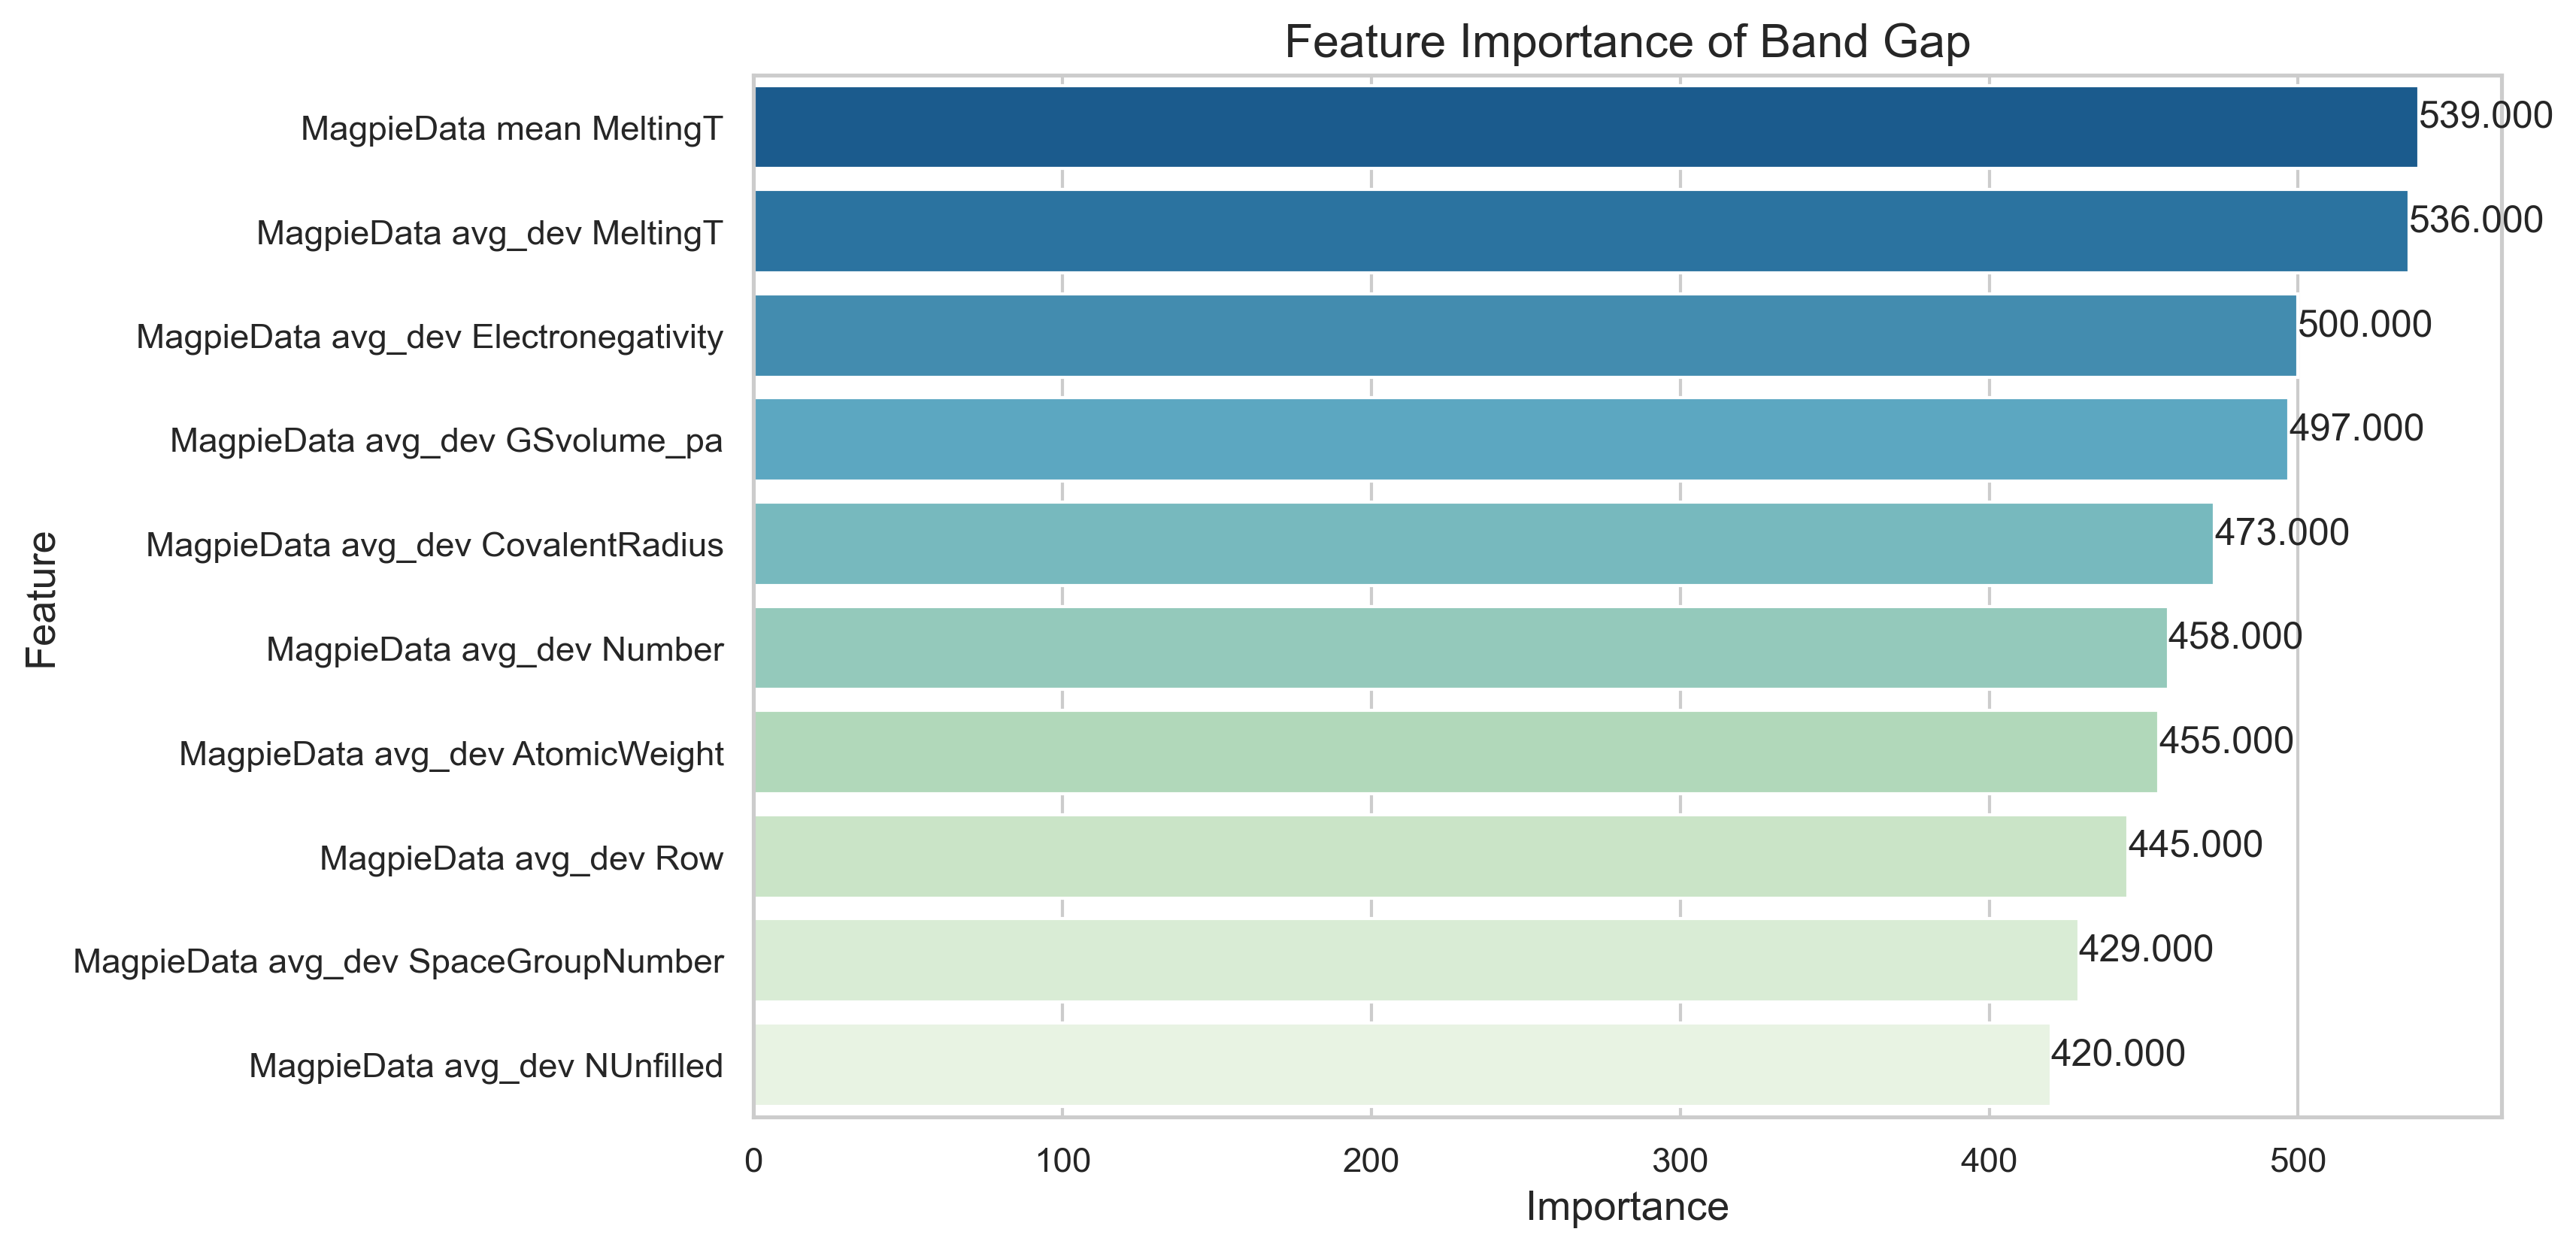 Feature Importance of Band Gap
MagpieData mean MeltingT
539.000
MagpieData avg_dev MeltingT
536.000
MagpieData avg_dev Electronegativity
500.000
MagpieData avg_dev GSvolume_pa
497.000
MagpieData avg_dev CovalentRadius
473.000
MagpieData avg_dev Number
458.000
MagpieData avg_dev AtomicWeight
455.000
MagpieData avg_dev Row
445.000
MagpieData avg_dev SpaceGroupNumber
429.000
MagpieData avg_dev NUnfilled
420.000
Feature
0 100 200 300 400 500
Importance